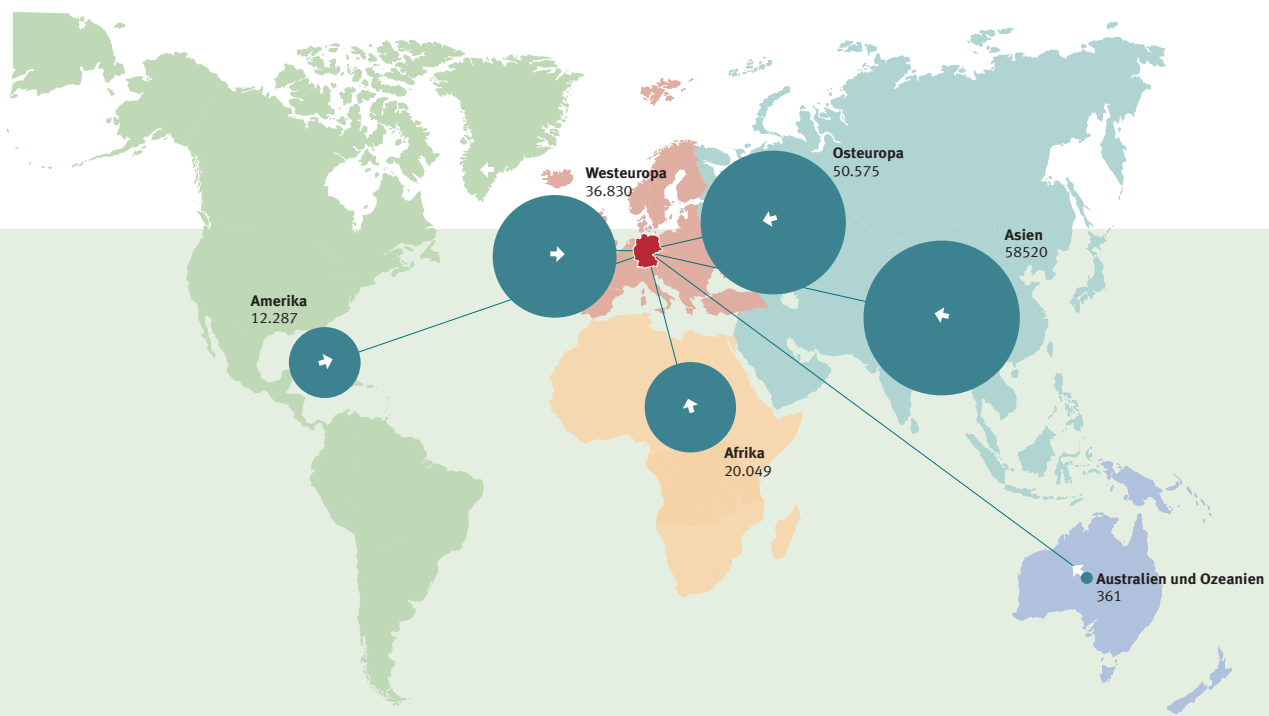 Westeuropa
36.830
Osteuropa
50.575
Asien
58520
Amerika
12.287
Afrika
20.049
Australien und Ozeanien
361